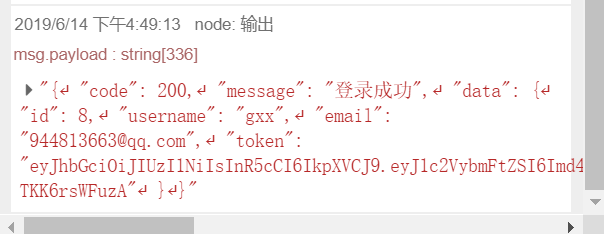 2019/6/14 下午4:49:13 node: 输出
msg.payload : string[336]
"{↵ "code": 200,↵ "message": "登录成功",↵ "data": {↵
"id": 8,↵ "username": "gxx",↵ "email":
"944813663@qq.com",↵ "token":
"eyJhbGciOiJIUzI1NiIsInR5cCI6IkpXVCJ9.eyJ1c2VybmFtZSI6Imd4
TKK6rsWFuzA"↵ }↵}"